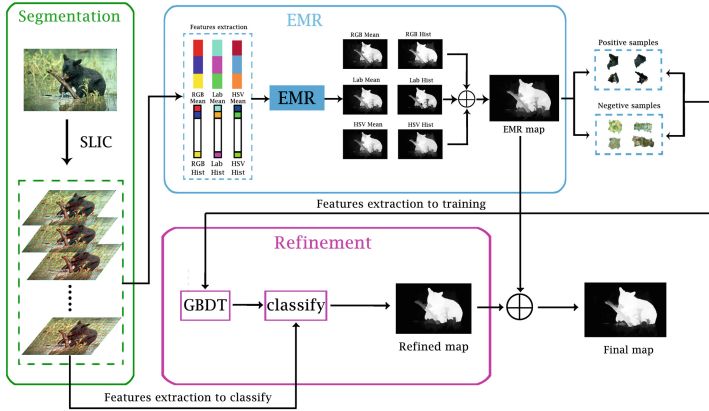 Segmentation
SLIC
EMR
Features extraction
RGB Mean
Lab Mean
HSV Mean
RGB Hist
Lab Hist
HSV Hist
EMR
RGB Mean
RGB Hist
Lab Mean
Lab Hist
HSV Mean
HSV Hist
EMR map
Positive samples
Negetive samples
Features extraction to training
Refinement
GBDT
classify
Refined map
Final map
Features extraction to classify